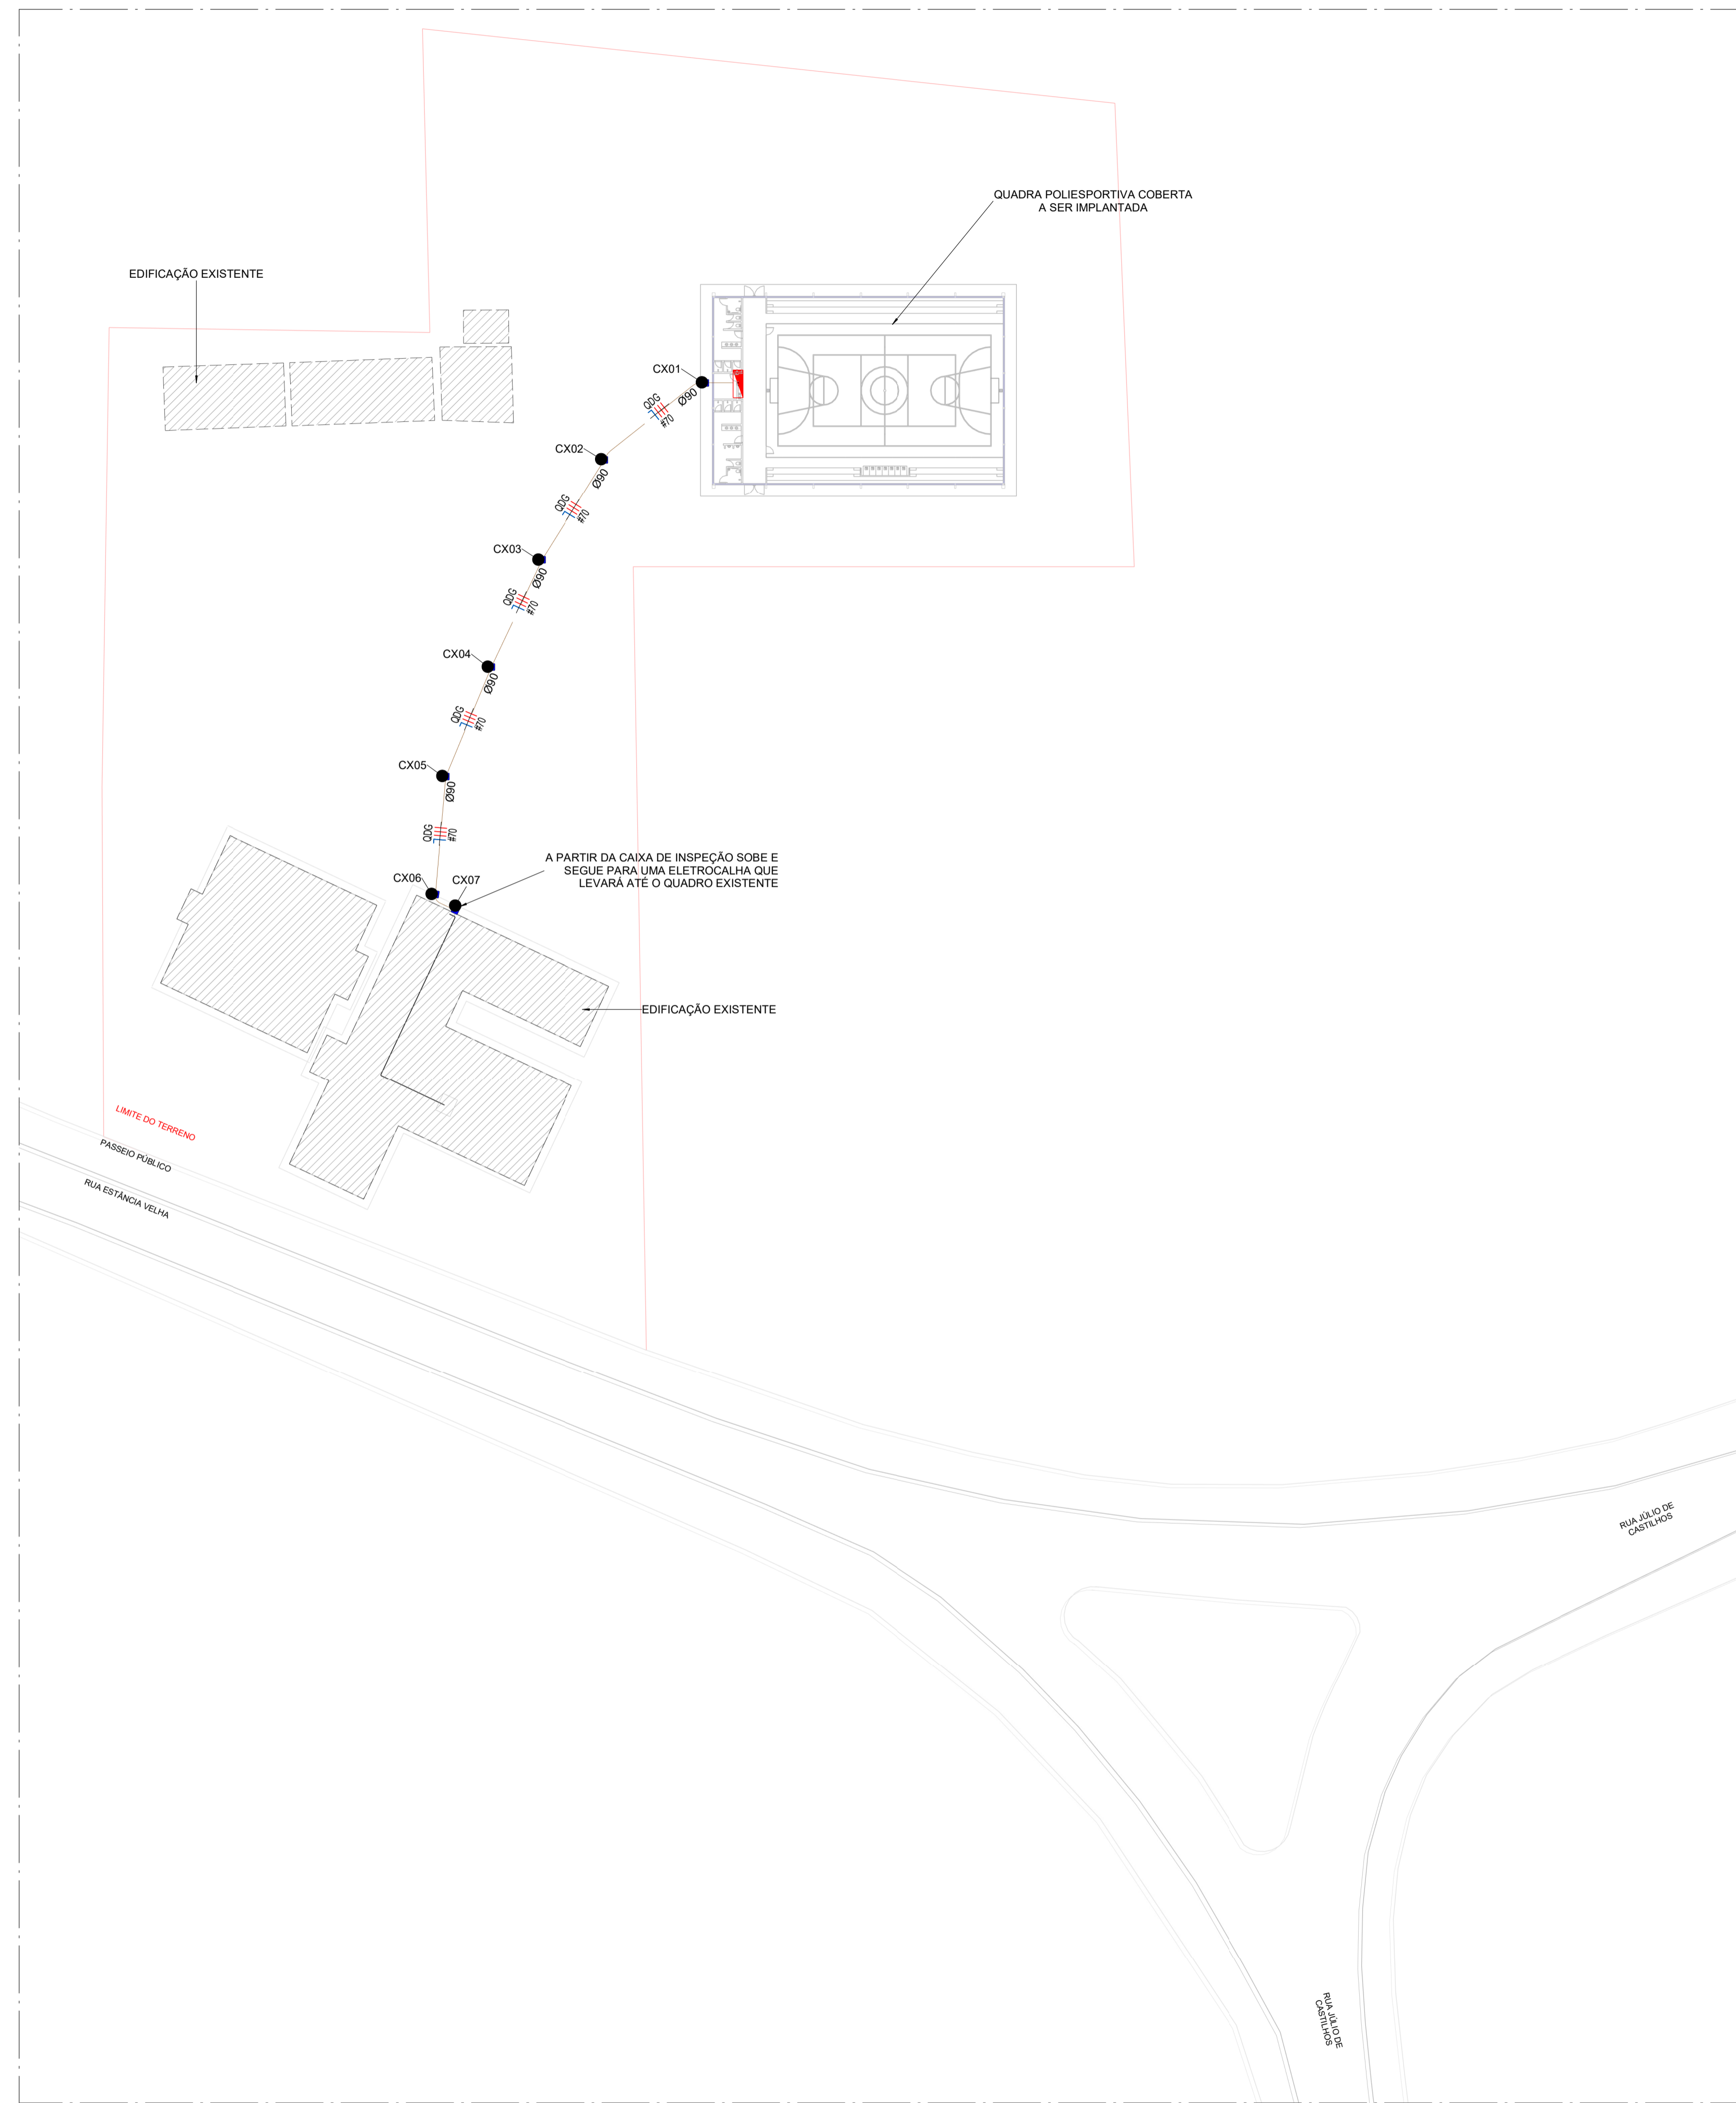 QUADRA POLIESPORTIVA COBERTA
A SER IMPLANTADA
EDIFICAÇÃO EXISTENTE
CX01
Ø90
QDG
#70
CX02
Ø90
QDG
#70
CX03
Ø90
QDG
#70
CX04
Ø90
QDG
#70
CX05
Ø90
QDG
#70
A PARTIR DA CAIXA DE INSPEÇÃO SOBE E
SEGUE PARA UMA ELETROCALHA QUE
LEVARÁ ATÉ O QUADRO EXISTENTE
CX06
CX07
EDIFICAÇÃO EXISTENTE
LIMITE DO TERRENO
PASSEIO PÚBLICO
RUA ESTÂNCIA VELHA
RUA JÚLIO DE
CASTILHOS
RUA JÚLIO DE
CASTILHOS